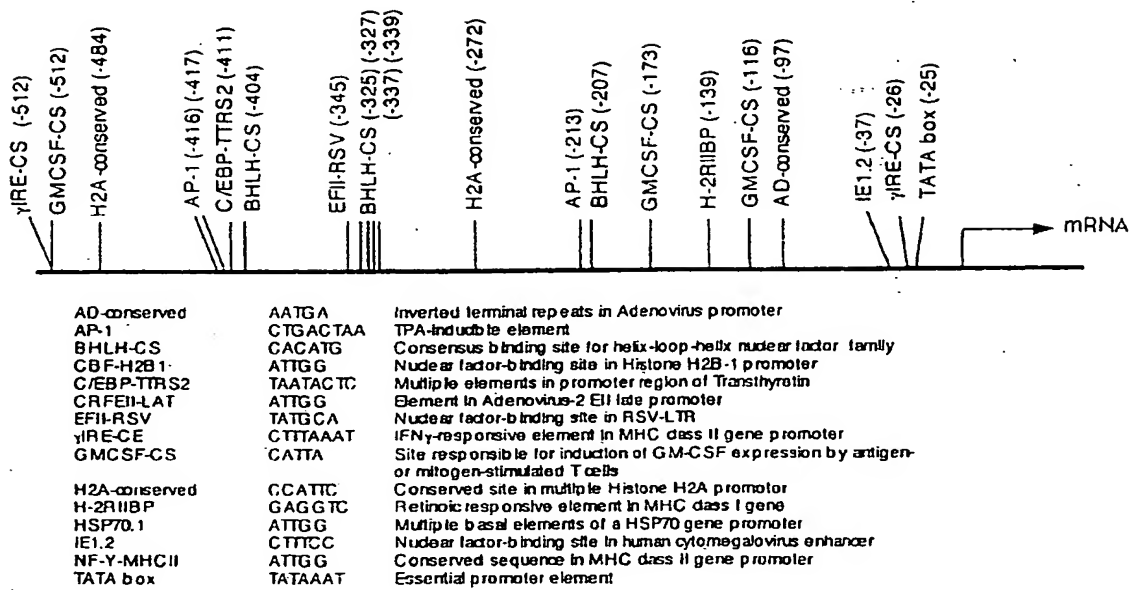 γIRE-CS (-512)
GMCSF-CS (-512)
H2A-conserved (-484)
AP-1 (-416) (-417)
C/EBP-TTRS2 (-411)
BHLH-CS (-404)
EFII-RSV (-345)
BHLH-CS (-325) (-327)
(-337) (-339)
H2A-conserved (-272)
AP-1 (-213)
BHLH-CS (-207)
GMCSF-CS (-173)
H-2RIIBP (-139)
GMCSF-CS (-116)
AD-conserved (-97)
IE1.2 (-37)
γIRE-CS (-26)
TATA box (-25)
mRNA
AD-conserved AATGA Inverted terminal repeats in Adenovirus promoter
AP-1 CTGACTAA TPA-inducible element
BHLH-CS CACATG Consensus binding site for helix-loop-helix nuclear factor family
CBF-H2B1 ATTGG Nuclear factor-binding site in Histone H2B-1 promoter
C/EBP-TTRS2 TAATACTC Multiple elements in promoter region of Transthyrotin
CRFEII-LAT ATTGG Element in Adenovirus-2 EII late promoter
EFII-RSV TATGCA Nuclear factor-binding site in RSV-LTR
γIRE-CE CTTTAAAT IFNγ-responsive element in MHC class II gene promoter
GMCSF-CS CATTA Site responsible for induction of GM-CSF expression by antigen-
or mitogen-stimulated T cells
H2A-conserved CCATTC Conserved site in multiple Histone H2A promotor
H-2RIIBP GAGGTC Retinoic responsive element in MHC class I gene
HSP70.1 ATTGG Multiple basal elements of a HSP70 gene promoter
IE1.2 CTTTCC Nuclear factor-binding site in human cytomegalovirus enhancer
NF-Y-MHCII ATTGG Conserved sequence in MHC class II gene promoler
TATA box TATAAAT Essential promoter element